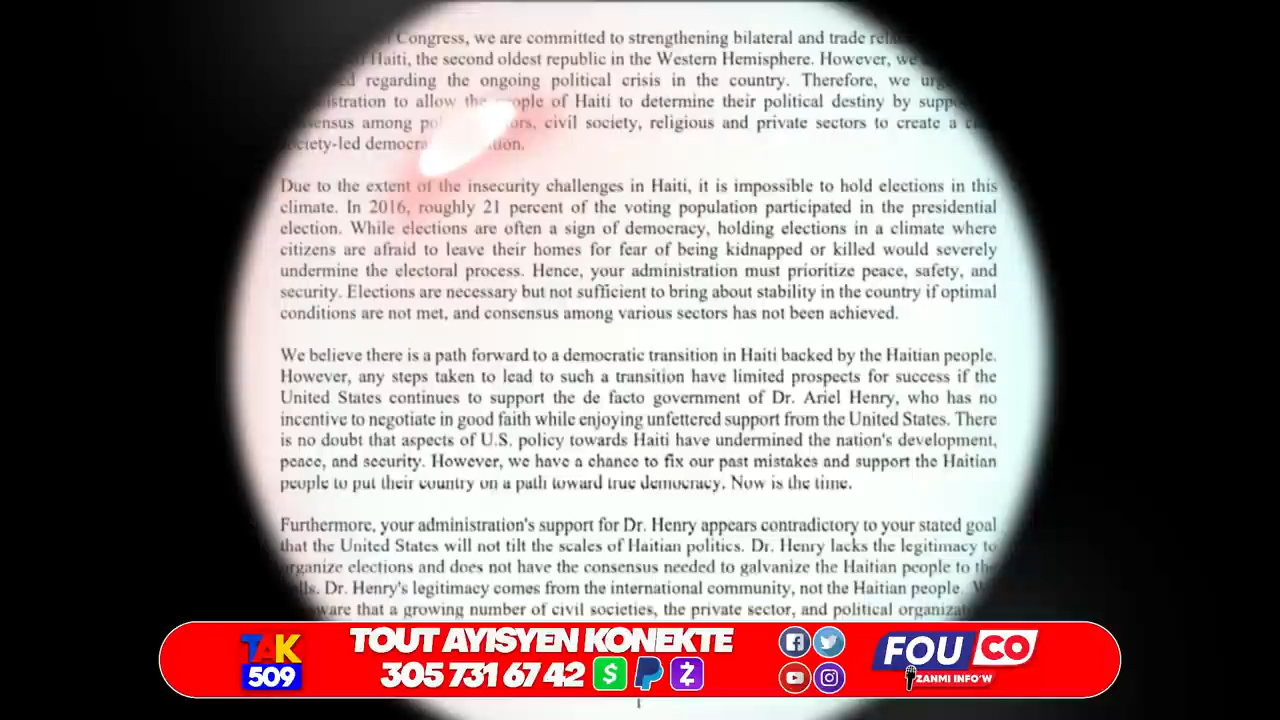 Congress, we are committed to strengthening bilateral and trade
Haiti, the second oldest republic in the Western Hemisphere. However, we
regarding the ongoing political crisis in the country. Therefore, we
to allow the people of Haiti to determine their political destiny by
among civil society, religious and private sectors to create a
society-led
Due to the extent of the insecurity challenges in Haiti, it is impossible to hold elections in this
climate. In 2016, roughly 21 percent of the voting population participated in the presidential
election. While elections are often a sign of democracy, holding elections in a climate where
citizens are afraid to leave their homes for fear of being kidnapped or killed would severely
undermine the electoral process. Hence, your administration must prioritize peace, safety, and
security. Elections are necessary but not sufficient to bring about stability in the country if optimal
conditions are not met, and consensus among various sectors has not been achieved.
We believe there is a path forward to a democratic transition in Haiti backed by the Haitian people.
However, any steps taken to lead to such a transition have limited prospects for success if the
United States continues to support the de facto government of Dr. Ariel Henry, who has no
incentive to negotiate in good faith while enjoying unfettered support from the United States. There
is no doubt that aspects of U.S. policy towards Haiti have undermined the nation's development,
peace, and security. However, we have a chance to fix our past mistakes and support the Haitian
people to put their country on a path toward true democracy. Now is the time.
Furthermore, your administration's support for Dr. Henry appears contradictory to your stated goal
that the United States will not tilt the scales of Haitian politics. Dr. Henry lacks the legitimacy to
organize elections and does not have the consensus needed to galvanize the Haitian people to the
Dr. Henry's legitimacy comes from the international community, not the Haitian people.
that a growing number of civil societies, the private sector, and political
TAK
509
TOUT AYISYEN KONEKTE
305 731 67 42
FOUCO
ZANMI INFO'W